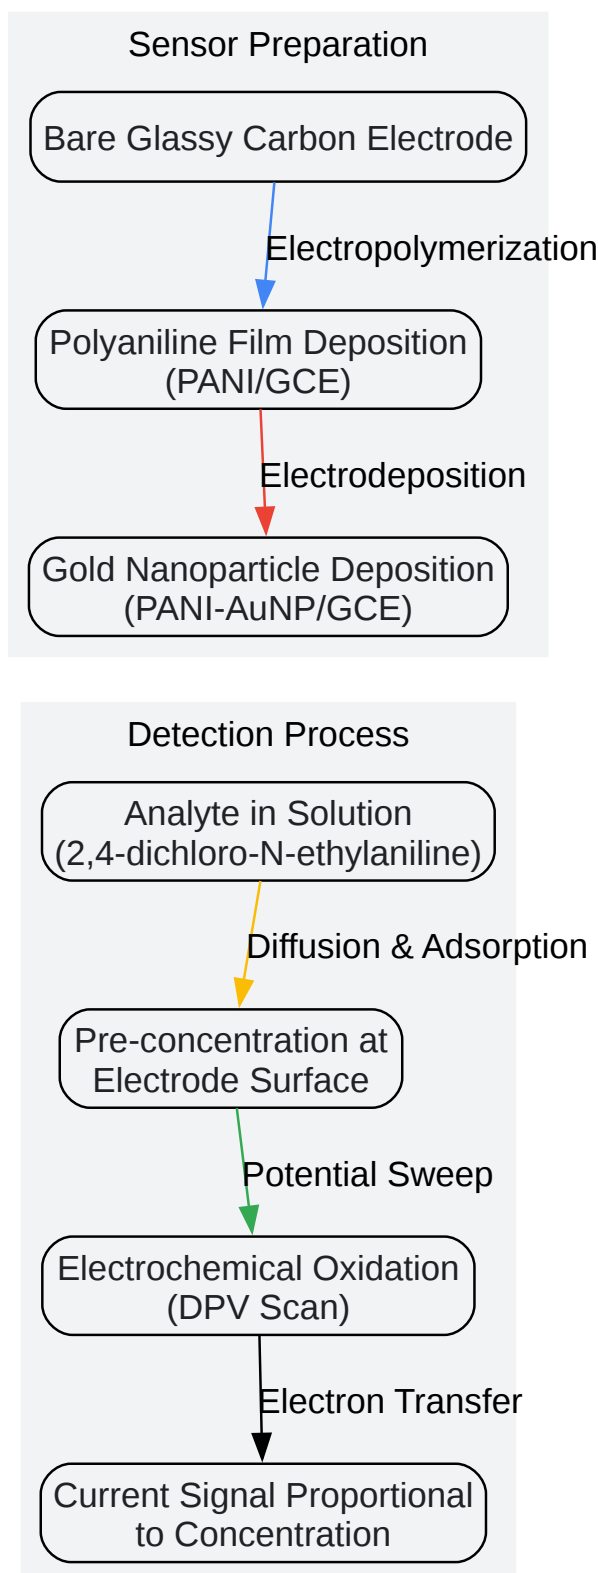 Sensor Preparation
Bare Glassy Carbon Electrode
Electropolymerization
Polyaniline Film Deposition
(PANI/GCE)
Electrodeposition
Gold Nanoparticle Deposition
(PANI-AuNP/GCE)
Detection Process
Analyte in Solution
(2,4-dichloro-N-ethylaniline)
Diffusion & Adsorption
Pre-concentration at
Electrode Surface
Potential Sweep
Electrochemical Oxidation
(DPV Scan)
Electron Transfer
Current Signal Proportional
to Concentration